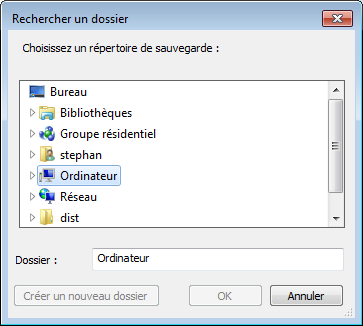 Rechercher un dossier
Choisissez un répertoire de sauvegarde :
Bureau
Bibliothèques
Groupe résidentiel
stephan
Ordinateur
Réseau
dist
Dossier : Ordinateur
Créer un nouveau dossier OK Annuler